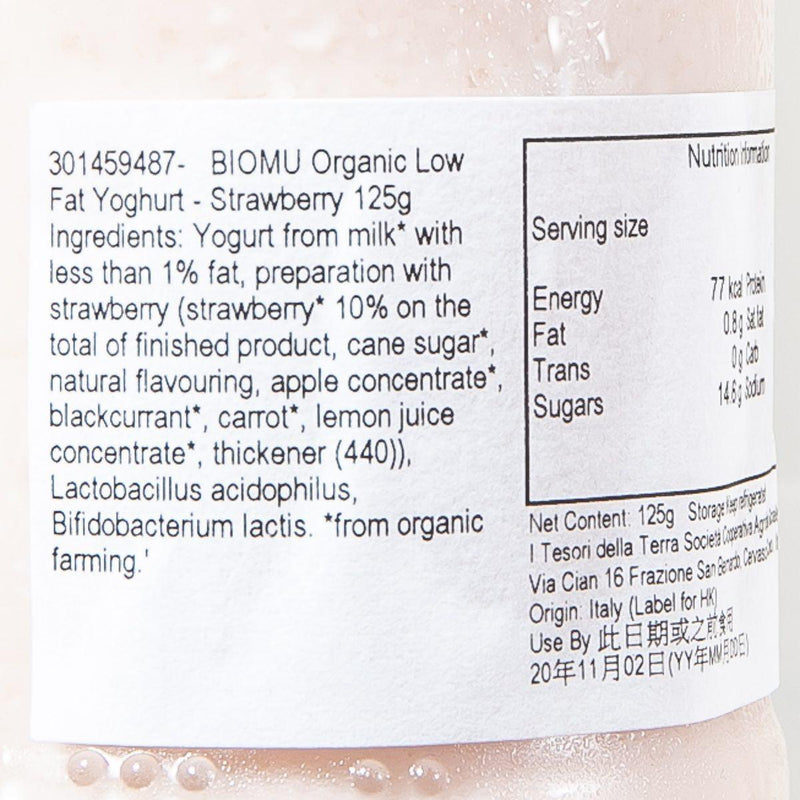 301459487- BIOMU Organic Low
Fat Yoghurt - Strawberry 125g
Ingredients: Yogurt from milk* with
less than 1% fat, preparation with
strawberry (strawberry* 10% on the
total of finished product, cane sugar*,
natural flavouring, apple concentrate*,
blackcurrant*, carrot*, lemon juice
concentrate*, thickener (440)),
Lactobacillus acidophilus,
Bifidobacterium lactis. *from organic
farming.'
Nutrition Information
Serving size
Energy 77 kcal Protein
Fat 0.8g Sat.fat
Trans 0g Carb
Sugars 14.6g Sodium
Net Content: 125g Storage:Keep refrigerated
I Tesori della Terra Società Cooperativa
Via Cian 16 Frazione San Bernardo,
Origin: Italy (Label for HK)
Use By 此日期或之前食用
20年11月02日(YY年MM月DD日)